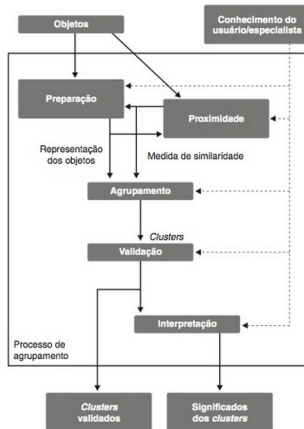 Objetos
Conhecimento do
usuário/especialista
Preparação
Proximidade
Representação
dos objetos
Medida de similaridade
Agrupamento
Clusters
Validação
Interpretação
Processo de
agrupamento
Clusters
validados
Significados
dos clusters